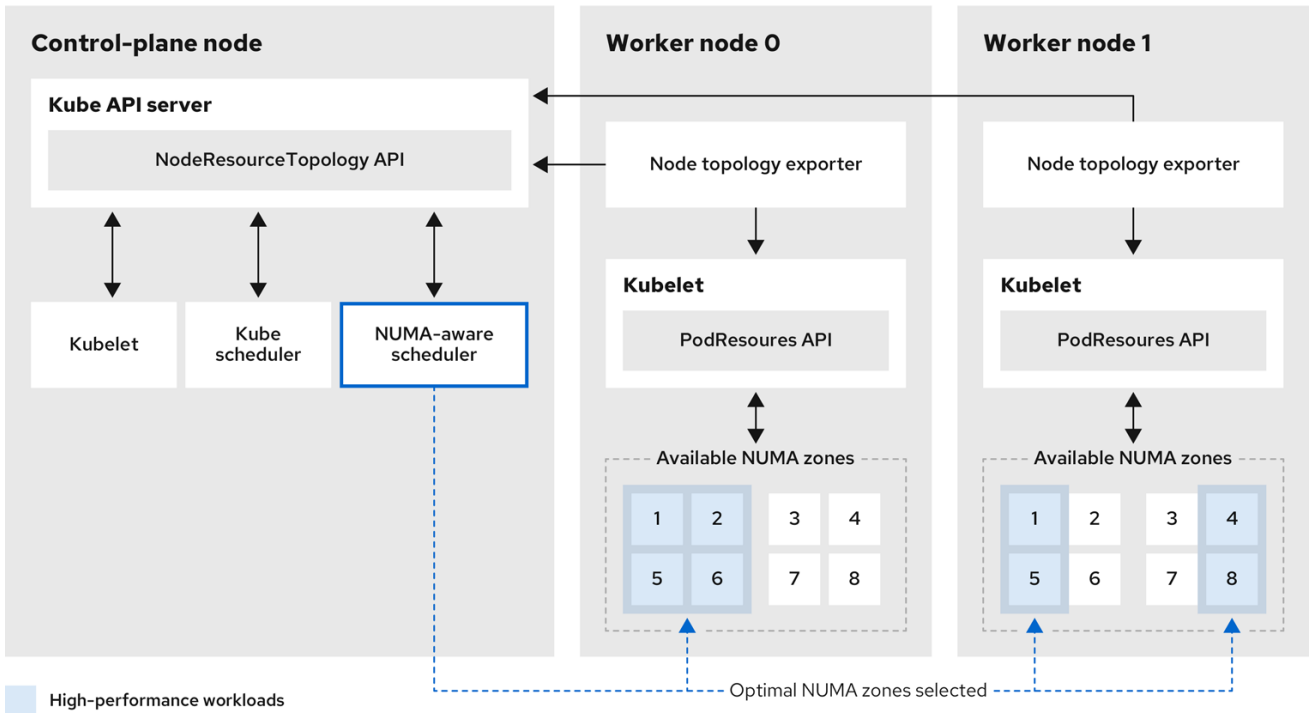 Control-plane node
Kube API server
NodeResourceTopology API
Kubelet
Kube
scheduler
NUMA-aware
scheduler
Worker node 0
Node topology exporter
Kubelet
PodResoures API
Available NUMA zones
1 2 3 4
5 6 7 8
Worker node 1
Node topology exporter
Kubelet
PodResoures API
Available NUMA zones
1 2 3 4
5 6 7 8
Optimal NUMA zones selected
High-performance workloads